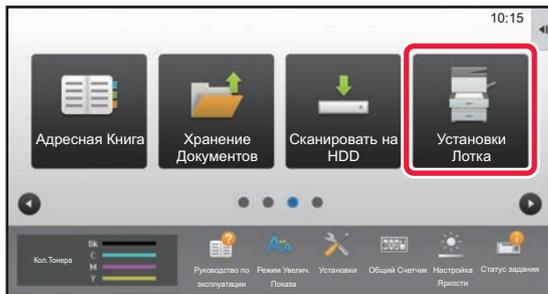 10:15
Адресная Книга
Хранение
Документов
Сканировать на
HDD
Установки
Лотка
Кол.Тонера
Bk
C
M
Y
Руководство по
эксплуатации
Режим Увелич.
Показа
Установки
Общий Счетчик
Настройка
Яркости
Статус задания